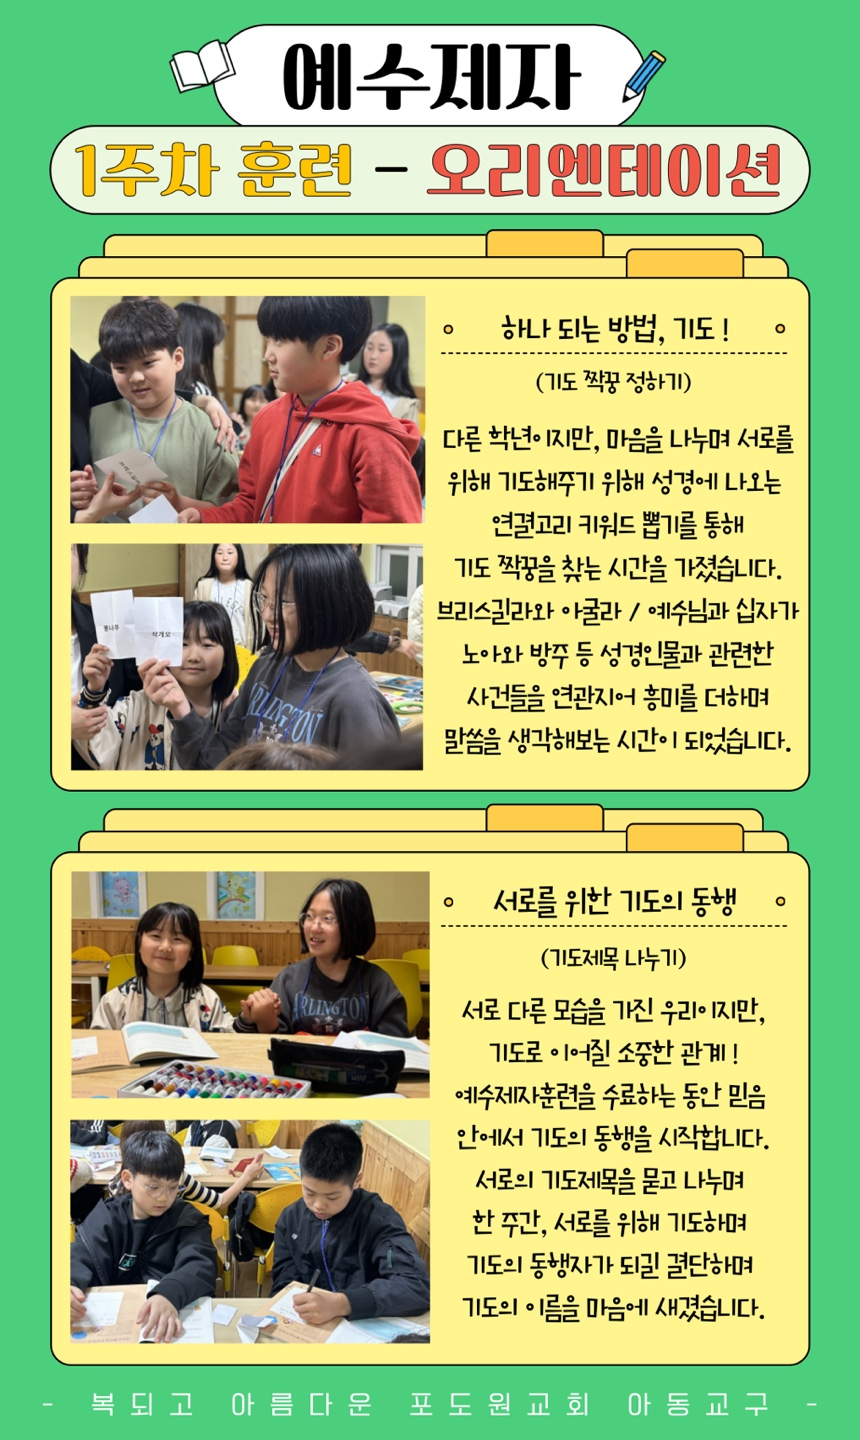 예수제자
1주차 훈련 - 오리엔테이션
하나 되는 방법, 기도 !
(기도 짝꿍 정하기)
다른 학년이지만, 마음을 나누며 서로를
위해 기도해주기 위해 성경에 나오는
연결고리 키워드 뽑기를 통해
기도 짝꿍을 찾는 시간을 가졌습니다.
브리스길라와 아굴라 / 예수님과 십자가
노아와 방주 등 성경인물과 관련한
사건들을 연관지어 흥미를 더하며
말씀을 생각해보는 시간이 되었습니다.
뽕나무
삭개오
ARLINGTON
서로를 위한 기도의 동행
(기도제목 나누기)
서로 다른 모습을 가진 우리이지만,
기도로 이어질 소중한 관계 !
예수제자훈련을 수료하는 동안 믿음
안에서 기도의 동행을 시작합니다.
서로의 기도제목을 묻고 나누며
한 주간, 서로를 위해 기도하며
기도의 동행자가 되길 결단하며
기도의 이름을 마음에 새겼습니다.
ARLINGTON
- 복되고 아름다운 포도원교회 아동교구 -